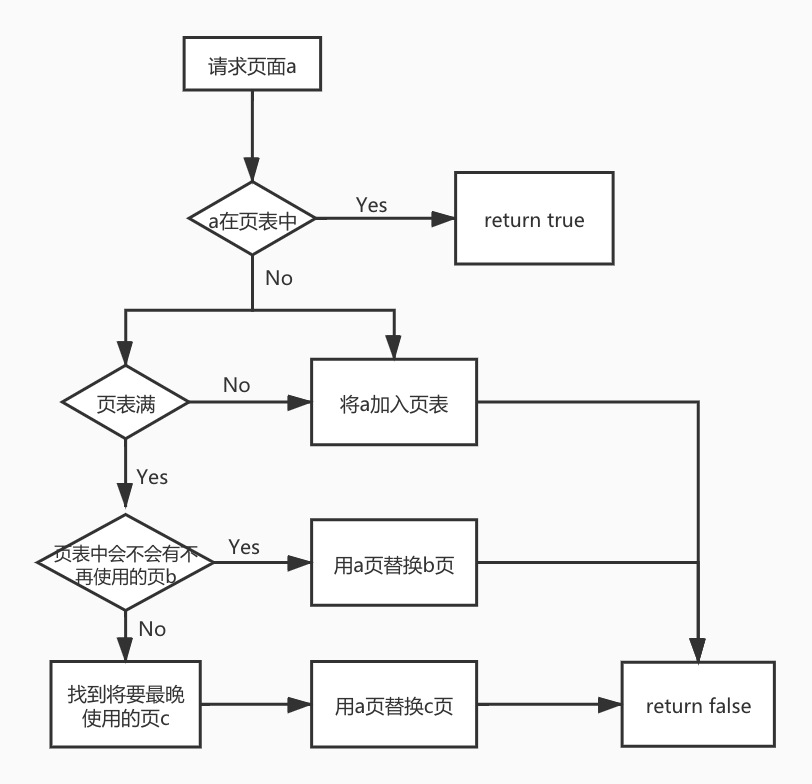 请求页面a
a在页表中
Yes
return true
No
页表满
No
将a加入页表
Yes
页表中会不会有不
再使用的页b
Yes
用a页替换b页
No
找到将要最晚
使用的页c
用a页替换c页
return false